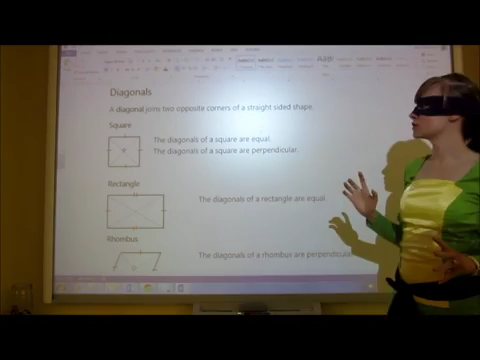 Diagonals
A diagonal joins two opposite corners of a straight sided shape.
Square
The diagonals of a square are equal.
The diagonals of a square are perpendicular.
Rectangle
The diagonals of a rectangle are equal
Rhombus
The diagonals of a rhombus are perpendicular